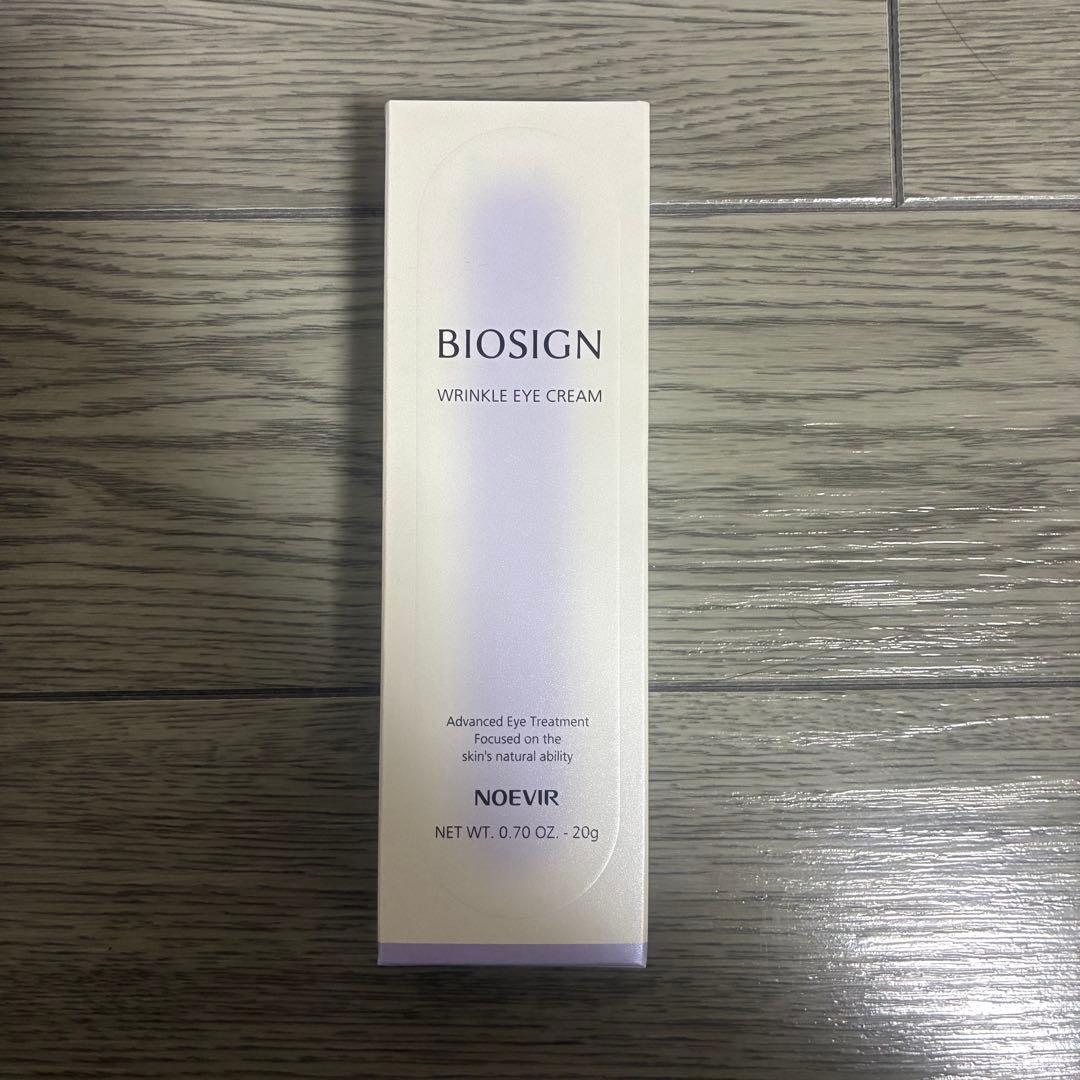 BIOSIGN
WRINKLE EYE CREAM
Advanced Eye Treatment
Focused on the
skin's natural ability
NOEVIR
NET WT. 0.70 OZ. - 20g